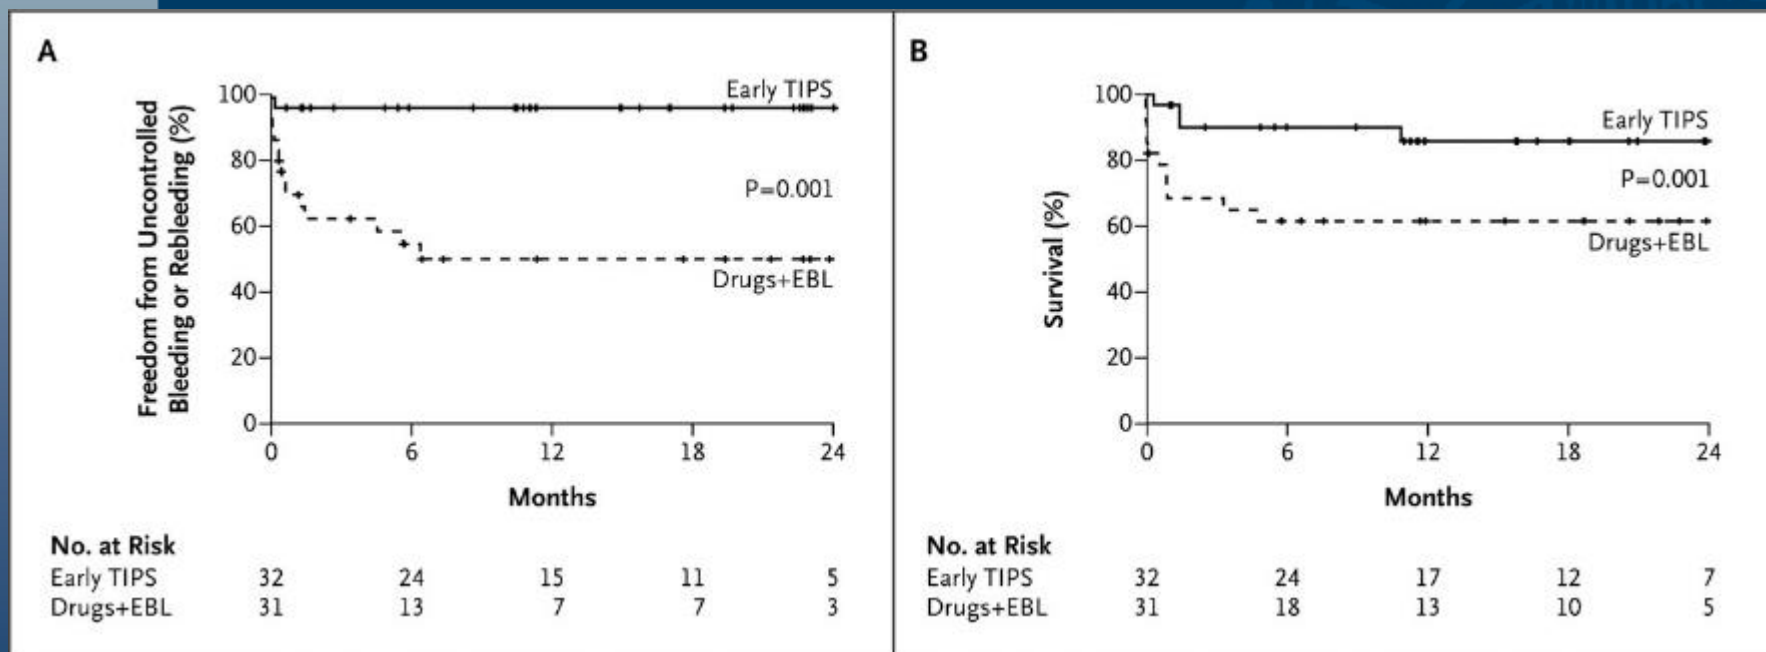 A
Freedom from Uncontrolled
Bleeding or Rebleeding (%)
100
80
60
40
20
0
Early TIPS
P=0.001
Drugs+EBL
0 6 12 18 24
Months
No. at Risk
Early TIPS 32 24 15 11 5
Drugs+EBL 31 13 7 7 3
B
Survival (%)
100
80
60
40
20
0
Early TIPS
P=0.001
Drugs+EBL
0 6 12 18 24
Months
No. at Risk
Early TIPS 32 24 17 12 7
Drugs+EBL 31 18 13 10 5